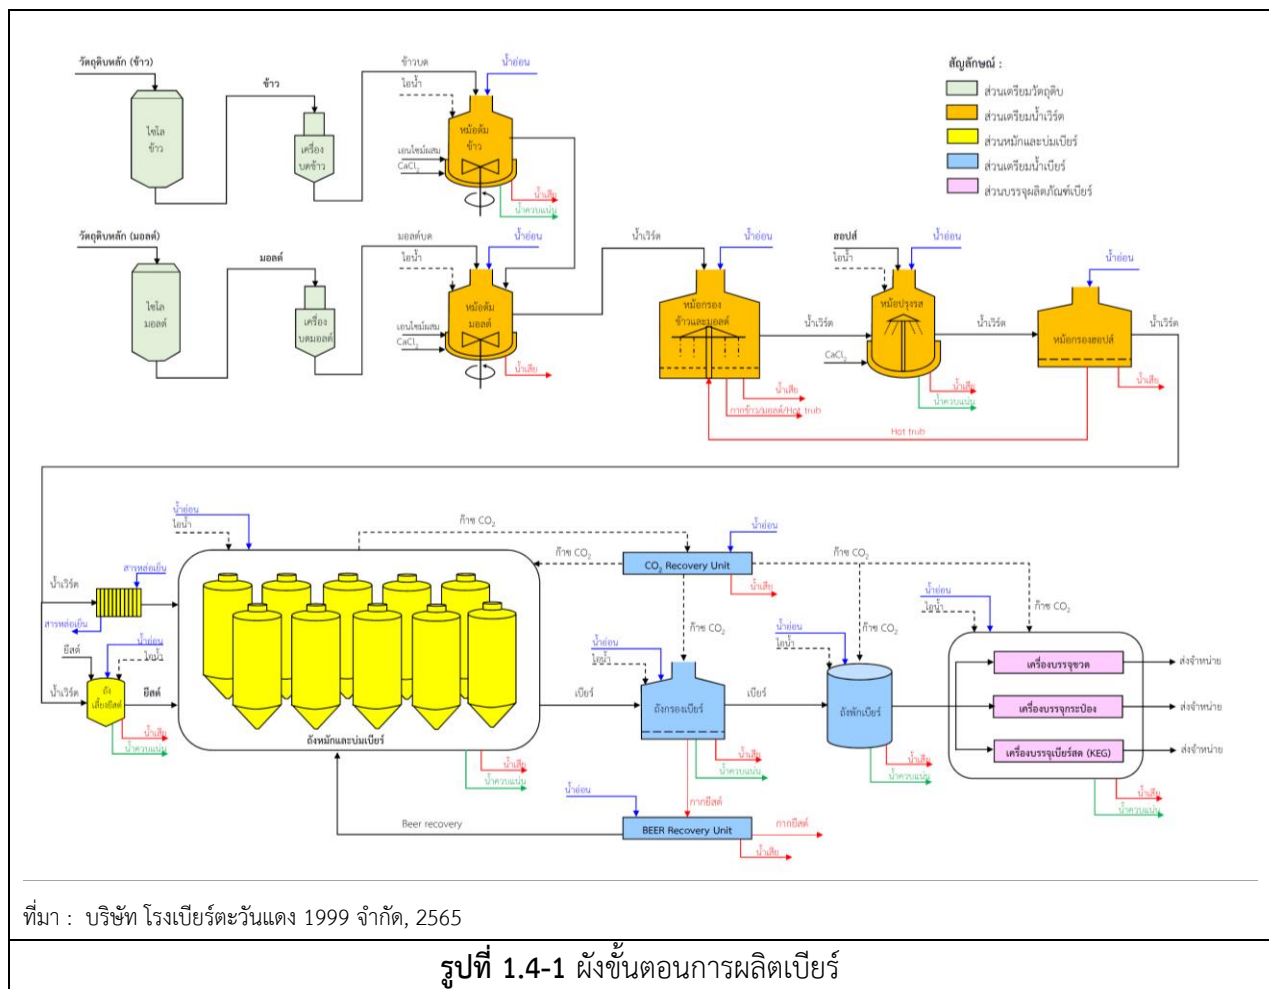 วัตถุดิบหลัก (ข้าว)
ข้าว
ข้าวบด
น้ำอ่อน
ไอน้ำ
ไซโล
ข้าว
เครื่อง
บดข้าว
หม้อต้ม
ข้าว
เอนไซม์ผสม
CaCl2
น้ำเสีย
น้ำควบแน่น
สัญลักษณ์ :
ส่วนเตรียมวัตถุดิบ
ส่วนเตรียมน้ำเวิร์ต
ส่วนหมักและบ่มเบียร์
ส่วนเตรียมน้ำเบียร์
ส่วนบรรจุผลิตภัณฑ์เบียร์
วัตถุดิบหลัก (มอลต์)
มอลต์
มอลต์บด
น้ำอ่อน
ไอน้ำ
ไซโล
มอลต์
เครื่อง
บดมอลต์
หม้อต้ม
มอลต์
เอนไซม์ผสม
CaCl2
น้ำเสีย
น้ำเวิร์ต
น้ำอ่อน
หม้อกรอง
ข้าวและมอลต์
น้ำเสีย
กากข้าว/มอลต์/Hot trub
น้ำเวิร์ต
ฮอปส์
ไอน้ำ
น้ำอ่อน
หม้อปรุงรส
CaCl2
น้ำเสีย
น้ำควบแน่น
น้ำเวิร์ต
น้ำอ่อน
หม้อกรองฮอปส์
น้ำเวิร์ต
น้ำเสีย
Hot trub
น้ำเวิร์ต
สารหล่อเย็น
สารหล่อเย็น
ยีสต์
น้ำอ่อน
ไอน้ำ
น้ำเวิร์ต
ถัง
เลี้ยงยีสต์
ยีสต์
น้ำเสีย
น้ำควบแน่น
น้ำอ่อน
ไอน้ำ
ถังหมักและบ่มเบียร์
น้ำเสีย
น้ำควบแน่น
ก๊าซ CO2
ก๊าซ CO2
น้ำอ่อน
CO2 Recovery Unit
น้ำเสีย
ก๊าซ CO2
ก๊าซ CO2
ก๊าซ CO2
ก๊าซ CO2
เบียร์
น้ำอ่อน
ไอน้ำ
ถังกรองเบียร์
น้ำเสีย
น้ำควบแน่น
กากยีสต์
เบียร์
น้ำอ่อน
ไอน้ำ
ถังพักเบียร์
น้ำเสีย
น้ำควบแน่น
น้ำอ่อน
ไอน้ำ
เครื่องบรรจุขวด
ส่งจำหน่าย
เครื่องบรรจุกระป๋อง
ส่งจำหน่าย
เครื่องบรรจุเบียร์สด (KEG)
ส่งจำหน่าย
น้ำเสีย
น้ำควบแน่น
Beer recovery
น้ำอ่อน
BEER Recovery Unit
กากยีสต์
น้ำเสีย
ที่มา : บริษัท โรงเบียร์ตะวันแดง 1999 จำกัด, 2565
รูปที่ 1.4-1 ผังขั้นตอนการผลิตเบียร์